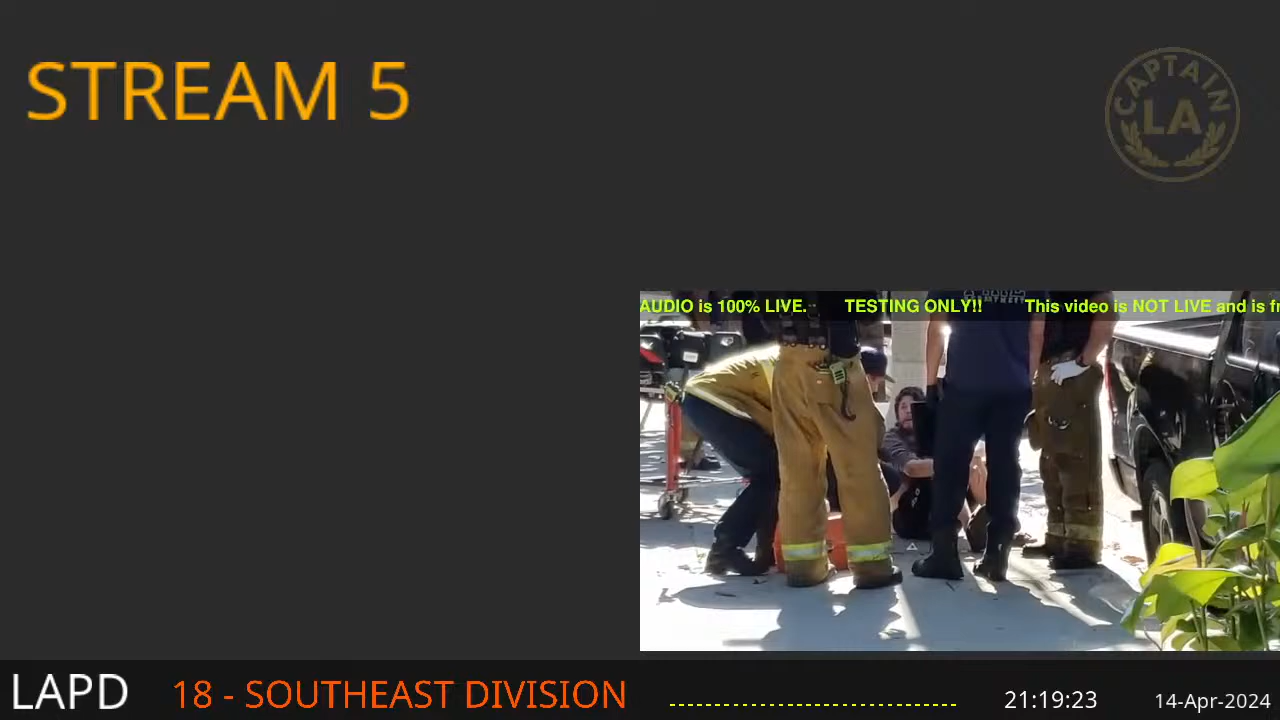 STREAM 5
CAPTAIN
LA
AUDIO is 100% LIVE. TESTING ONLY!! This video is NOT LIVE and is fr
LAPD 18 - SOUTHEAST DIVISION 21:19:23 14-Apr-2024